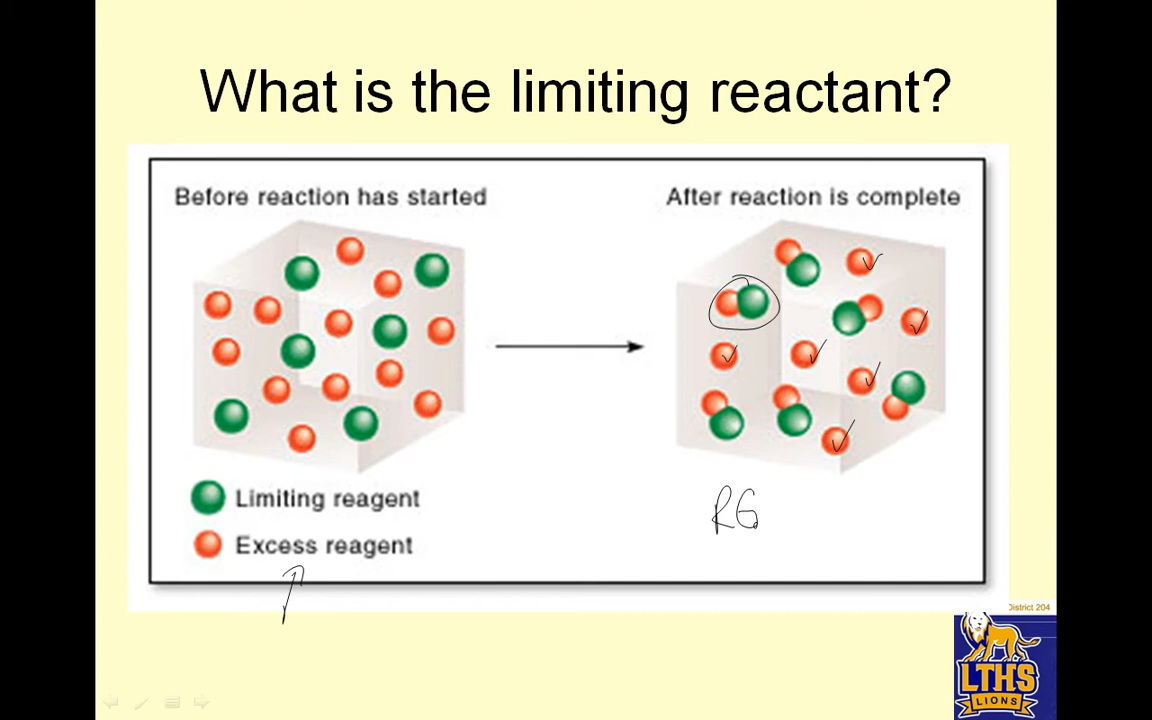 What is the limiting reactant?
Before reaction has started
After reaction is complete
Limiting reagent
Excess reagent
RG
District 204
LTHS
LIONS